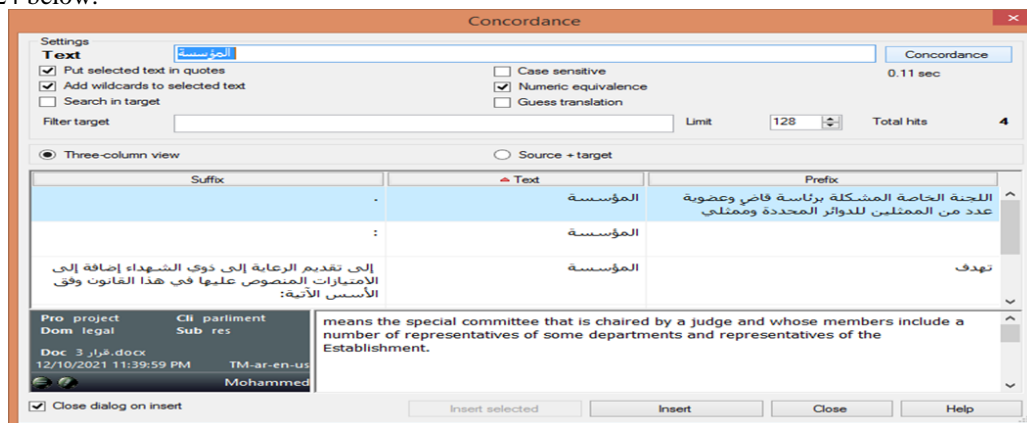 24 below.
Concordance
Settings
Text المؤسسة Concordance
Put selected text in quotes Case sensitive 0.11 sec
Add wildcards to selected text Numeric equivalence
Search in target Guess translation
Filter target Limit 128 Total hits 4
Three-column view Source + target
Suffix Text Prefix
اللجنة الخاصة المشكلة برئاسة قاضٍ وعضوية المؤسسة .
عدد من الممثلين للدوائر المحددة وممثلي
المؤسسة :
تهدف المؤسسة إلى تقديم الرعاية إلى ذوي الشهداء إضافة إلى
الامتيازات المنصوص عليها في هذا القانون وفق
الأسس الآتية:
Pro project Cli parliment
Dom legal Sub res
Doc قرار 3.docx
12/10/2021 11:39:59 PM TM-ar-en-us
Mohammed
means the special committee that is chaired by a judge and whose members include a
number of representatives of some departments and representatives of the
Establishment.
Close dialog on insert Insert selected Insert Close Help